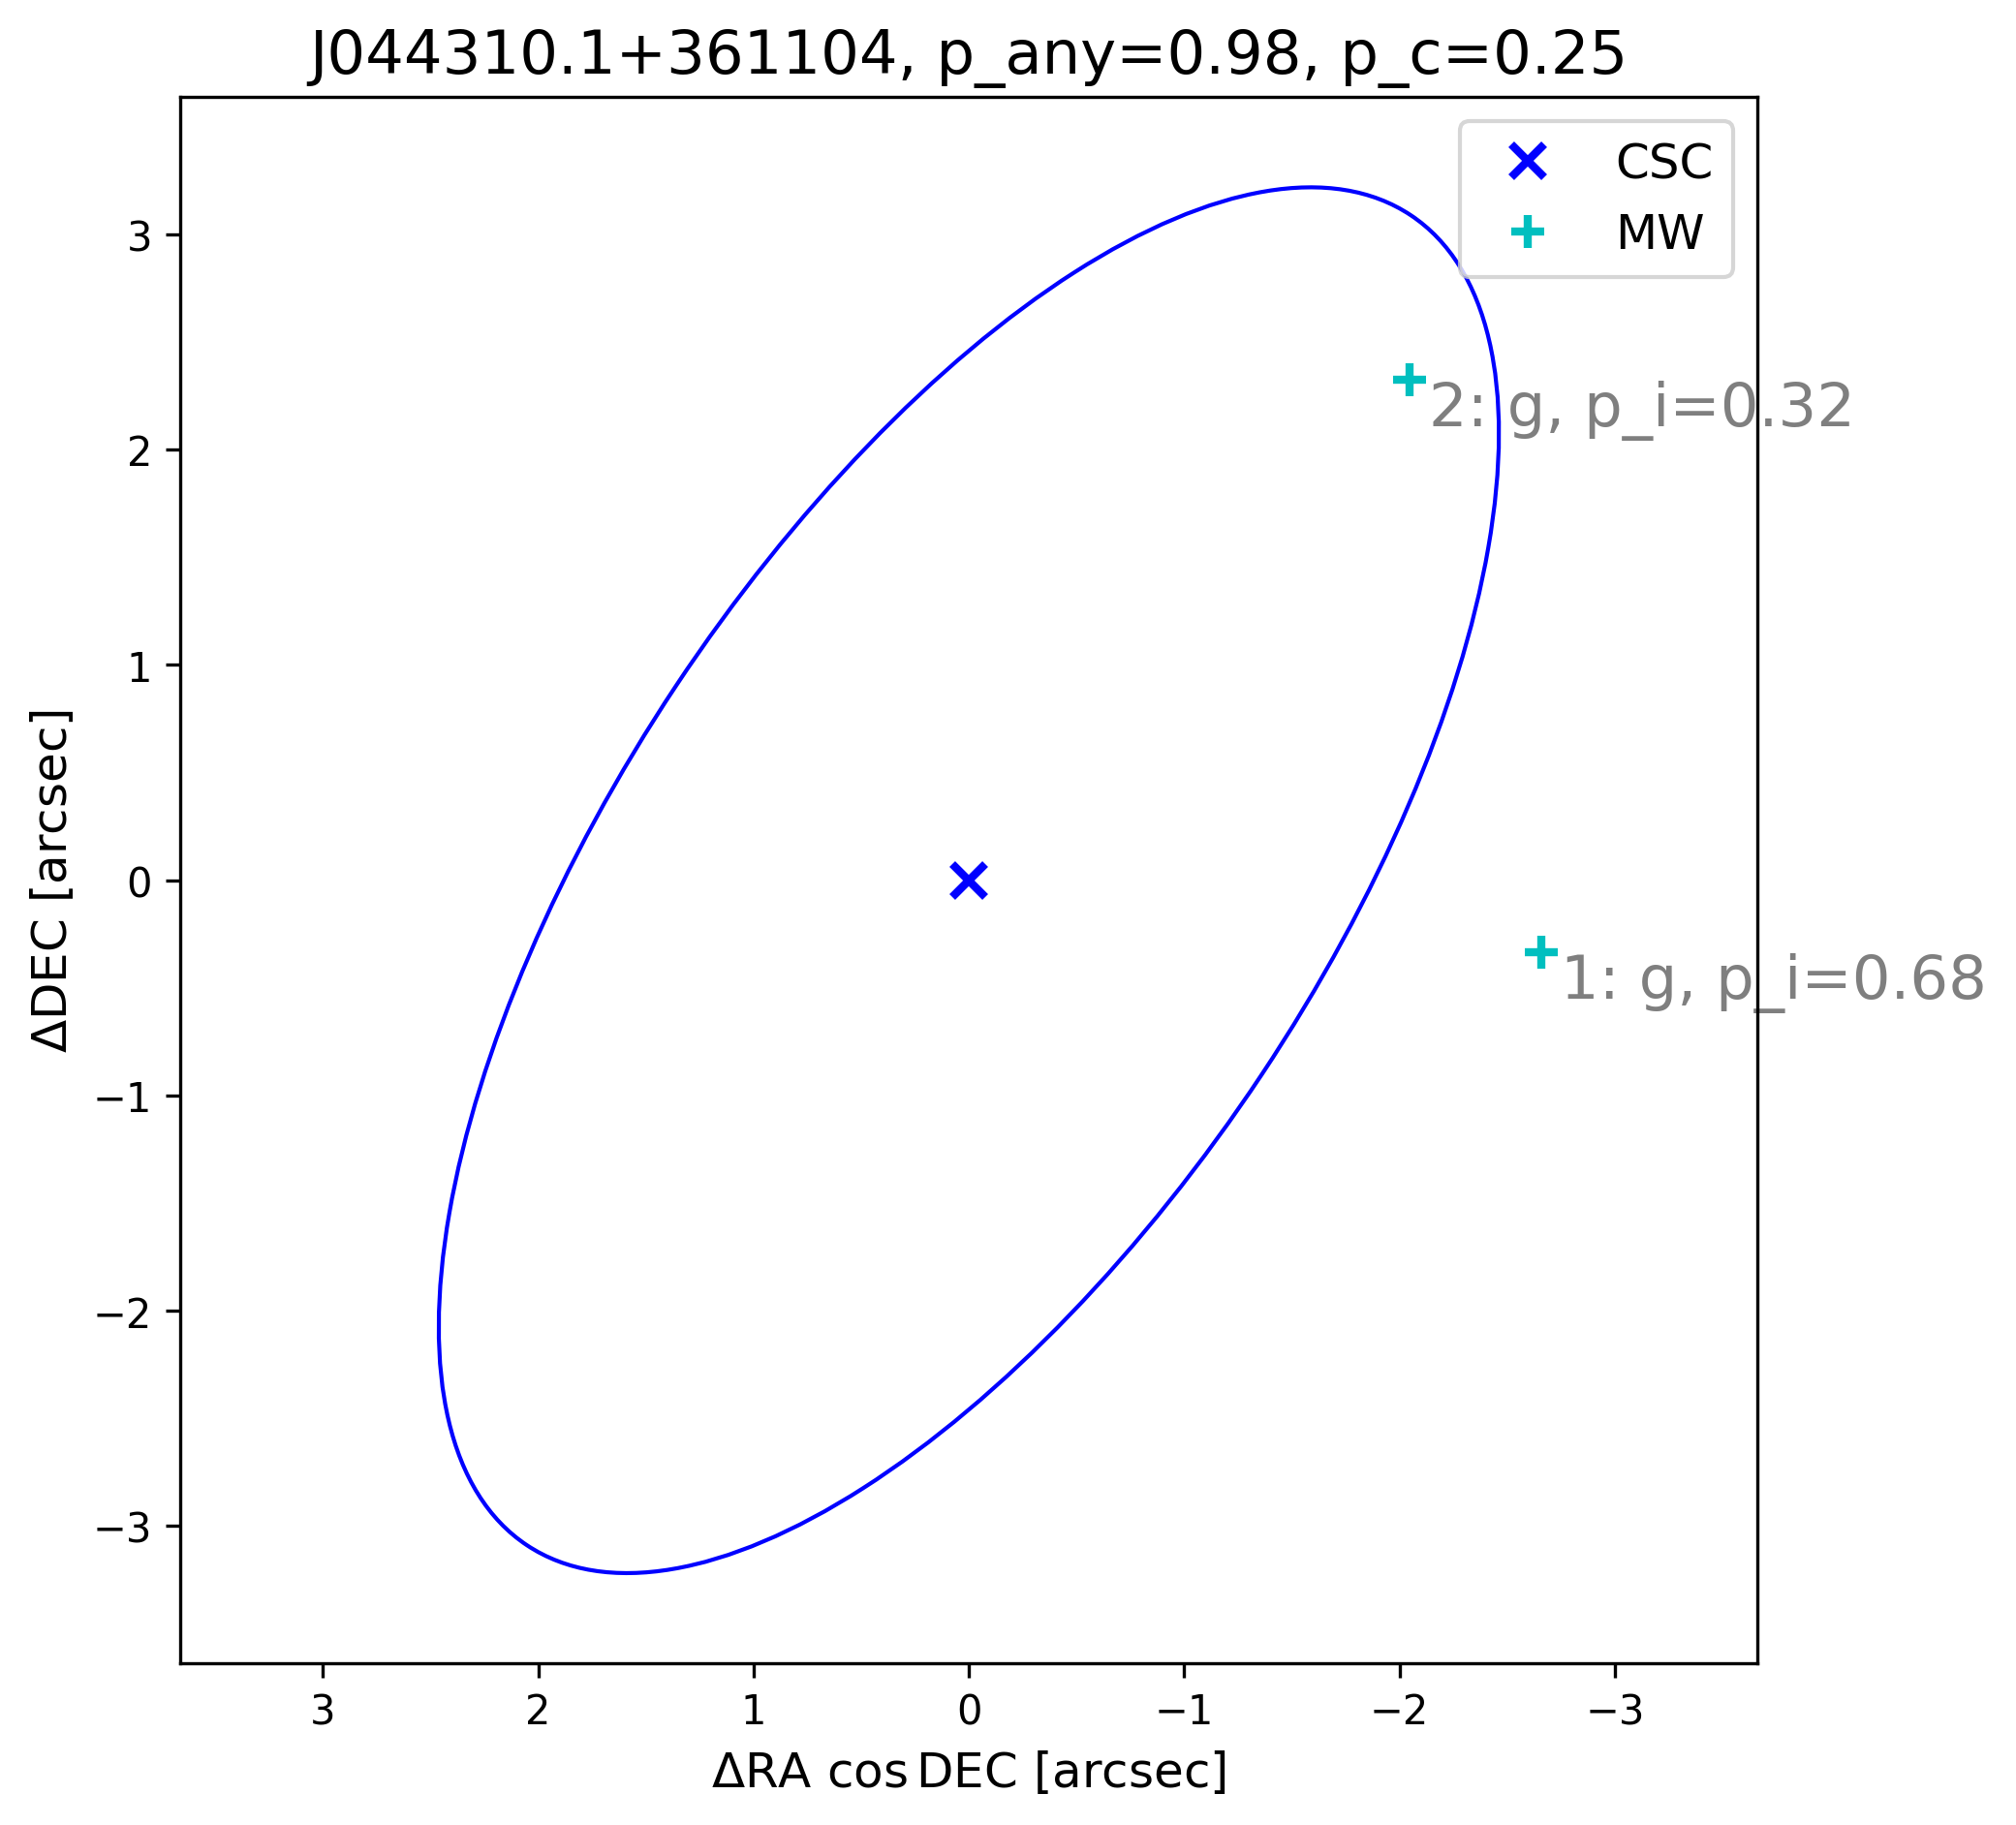 J044310.1+361104, p_any=0.98, p_c=0.25
CSC
MW
3
2: g, p_i=0.32
2
1
ΔDEC [arcsec]
0
1: g, p_i=0.68
−1
−2
−3
3 2 1 0 −1 −2 −3
ΔRA cos DEC [arcsec]